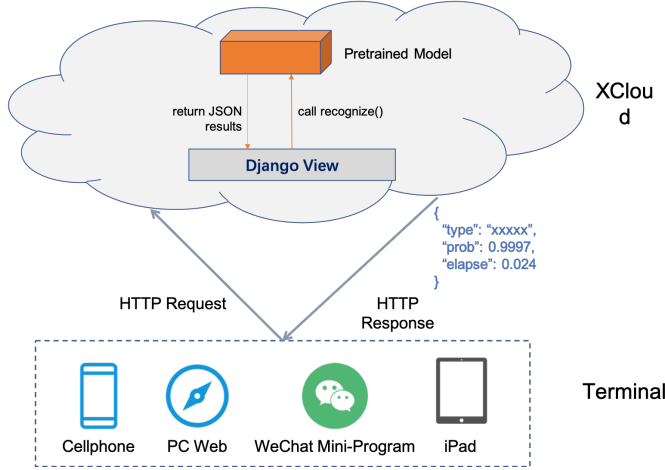 Pretrained Model
XClou
d
return JSON
results
call recognize()
Django View
{
“type”: “xxxxx”,
“prob”: 0.9997,
“elapse”: 0.024
}
HTTP Request
HTTP
Response
Terminal
Cellphone
PC Web
WeChat Mini-Program
iPad